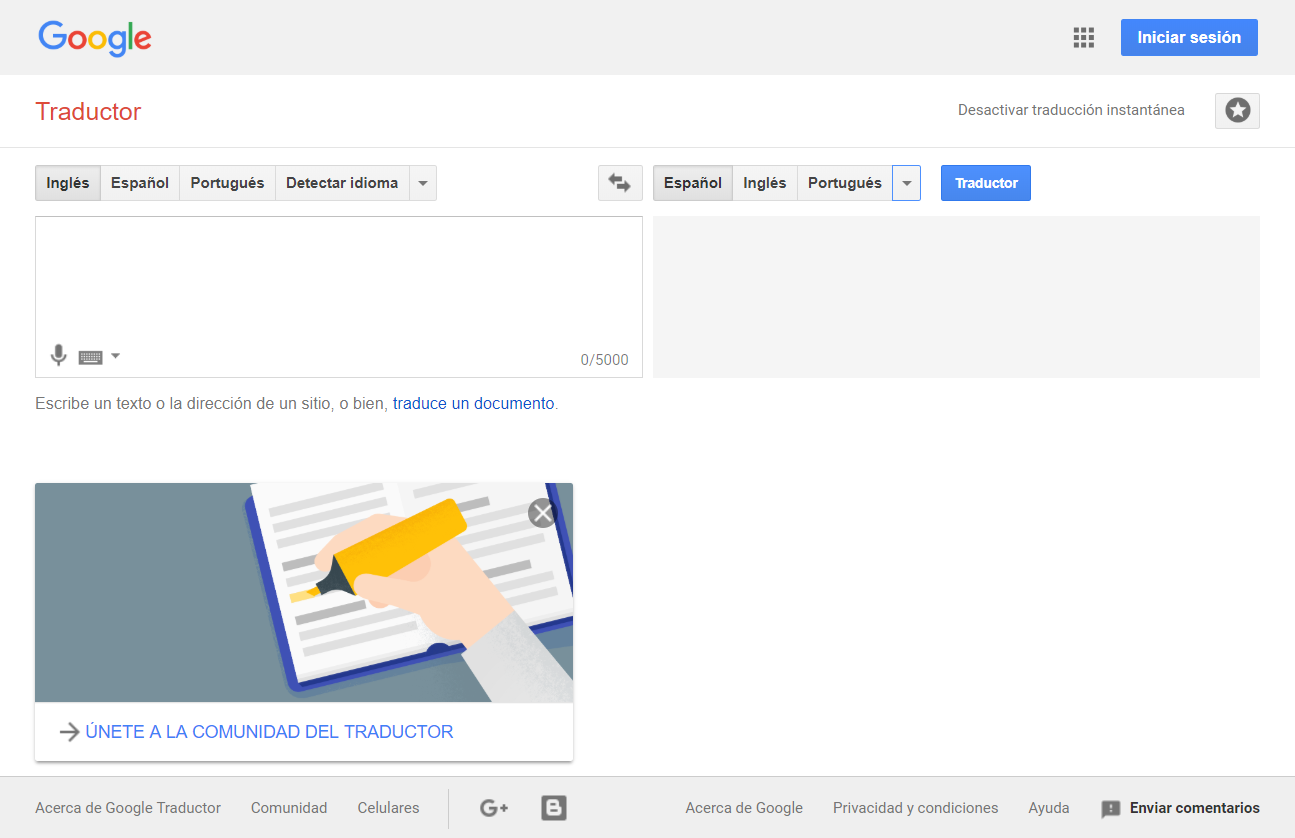 Google
Iniciar sesión
Traductor
Desactivar traducción instantánea
Inglés Español Portugués Detectar idioma
Español Inglés Portugués
Traductor
0/5000
Escribe un texto o la dirección de un sitio, o bien, traduce un documento.
ÚNETE A LA COMUNIDAD DEL TRADUCTOR
Acerca de Google Traductor Comunidad Celulares G+ B Acerca de Google Privacidad y condiciones Ayuda Enviar comentarios